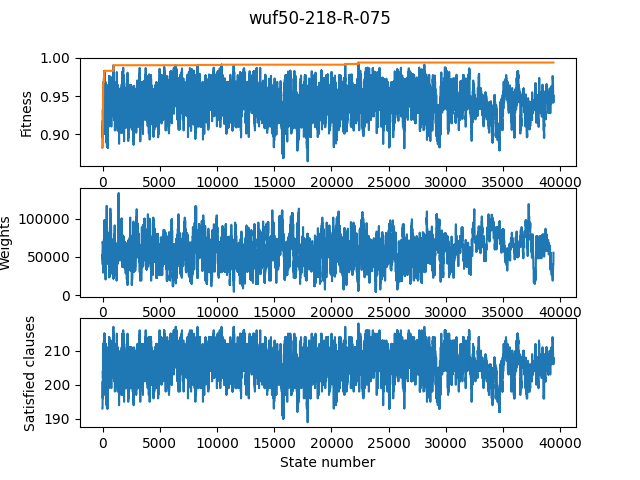 wuf50-218-R-075
1.00
0.95
0.90
Fitness
0 5000 10000 15000 20000 25000 30000 35000 40000
100000
50000
0
Weights
0 5000 10000 15000 20000 25000 30000 35000 40000
210
200
190
Satisfied clauses
0 5000 10000 15000 20000 25000 30000 35000 40000
State number